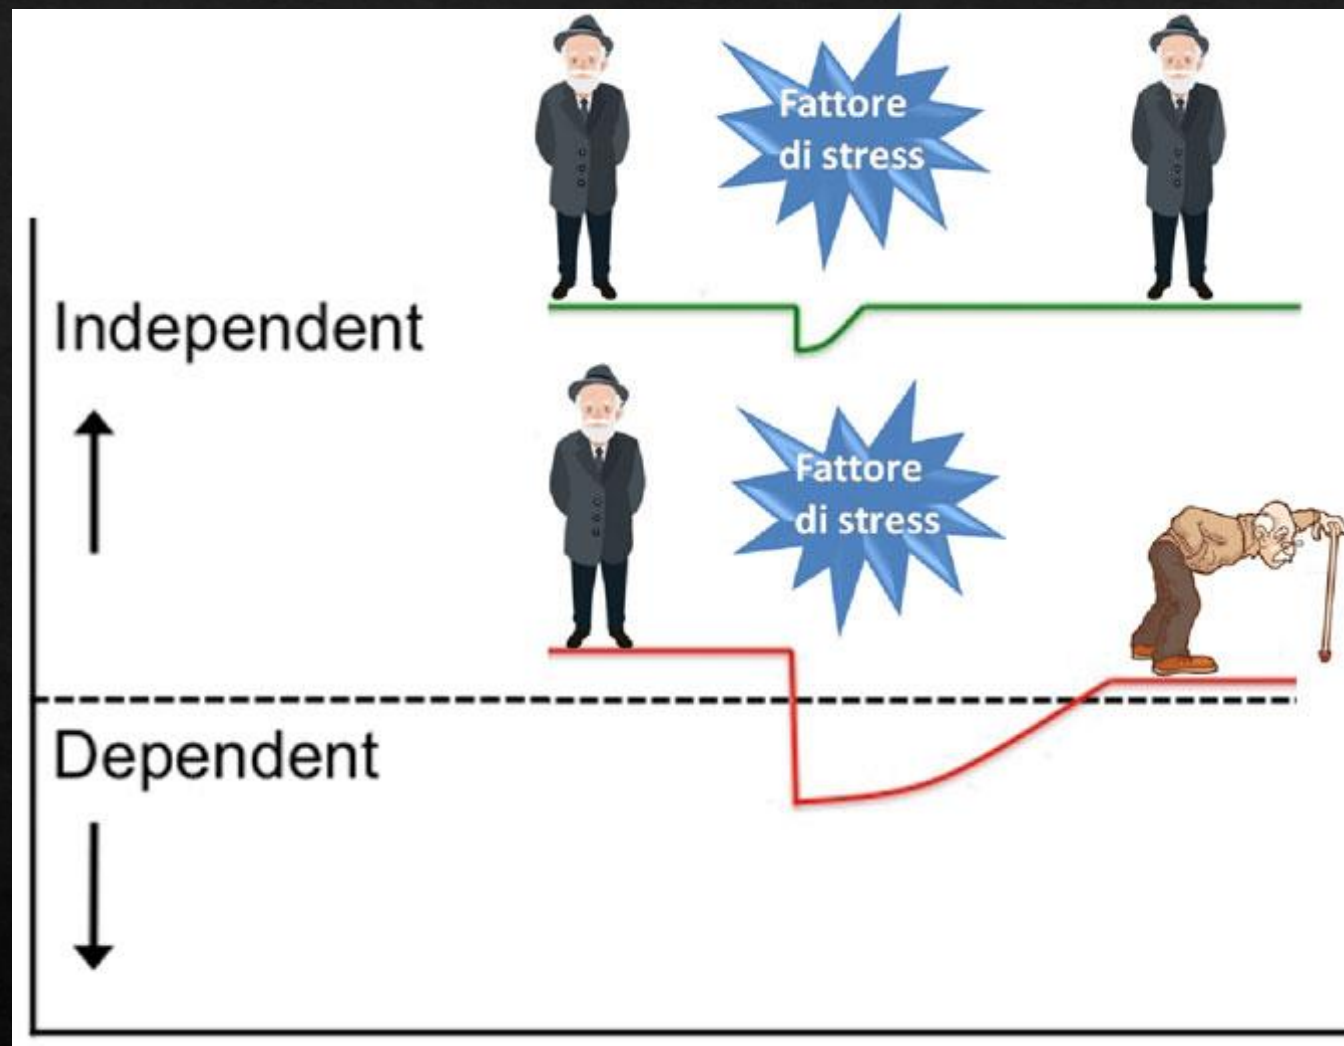 Fattore
di stress
Independent
Fattore
di stress
Dependent